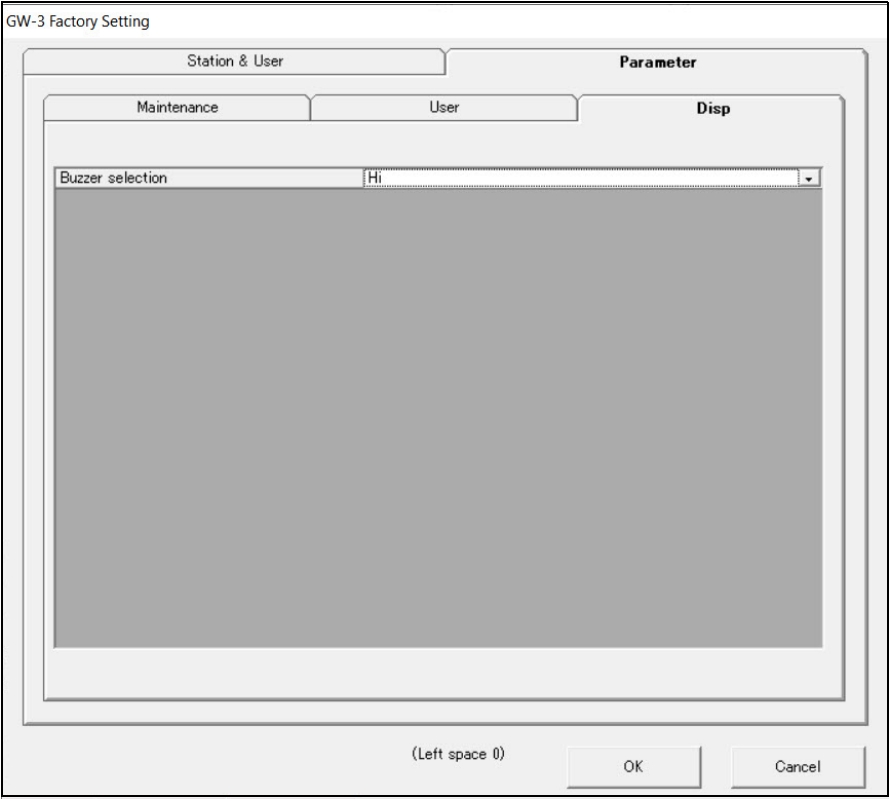 GW-3 Factory Setting
Station & User Parameter
Maintenance User Disp
Buzzer selection Hi
(Left space 0) OK Cancel